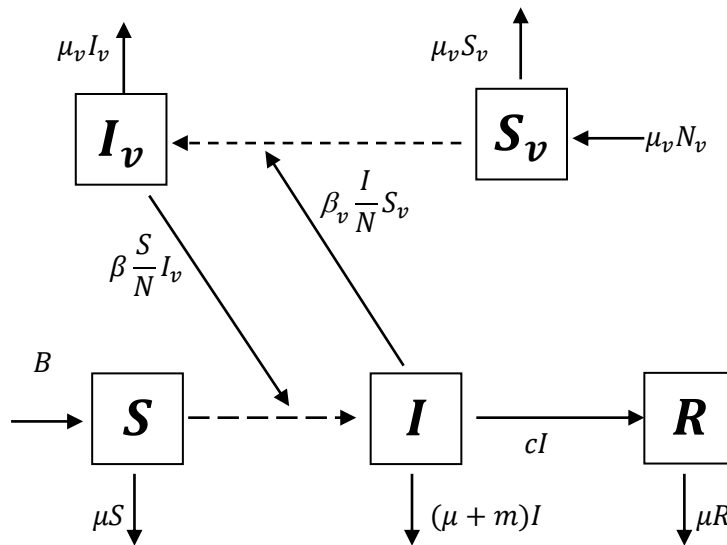 μ_v I_v
μ_v S_v
I_v
S_v
μ_v N_v
β_v I/N S_v
β S/N I_v
B
S
I
R
cI
μS
(μ + m)I
μR